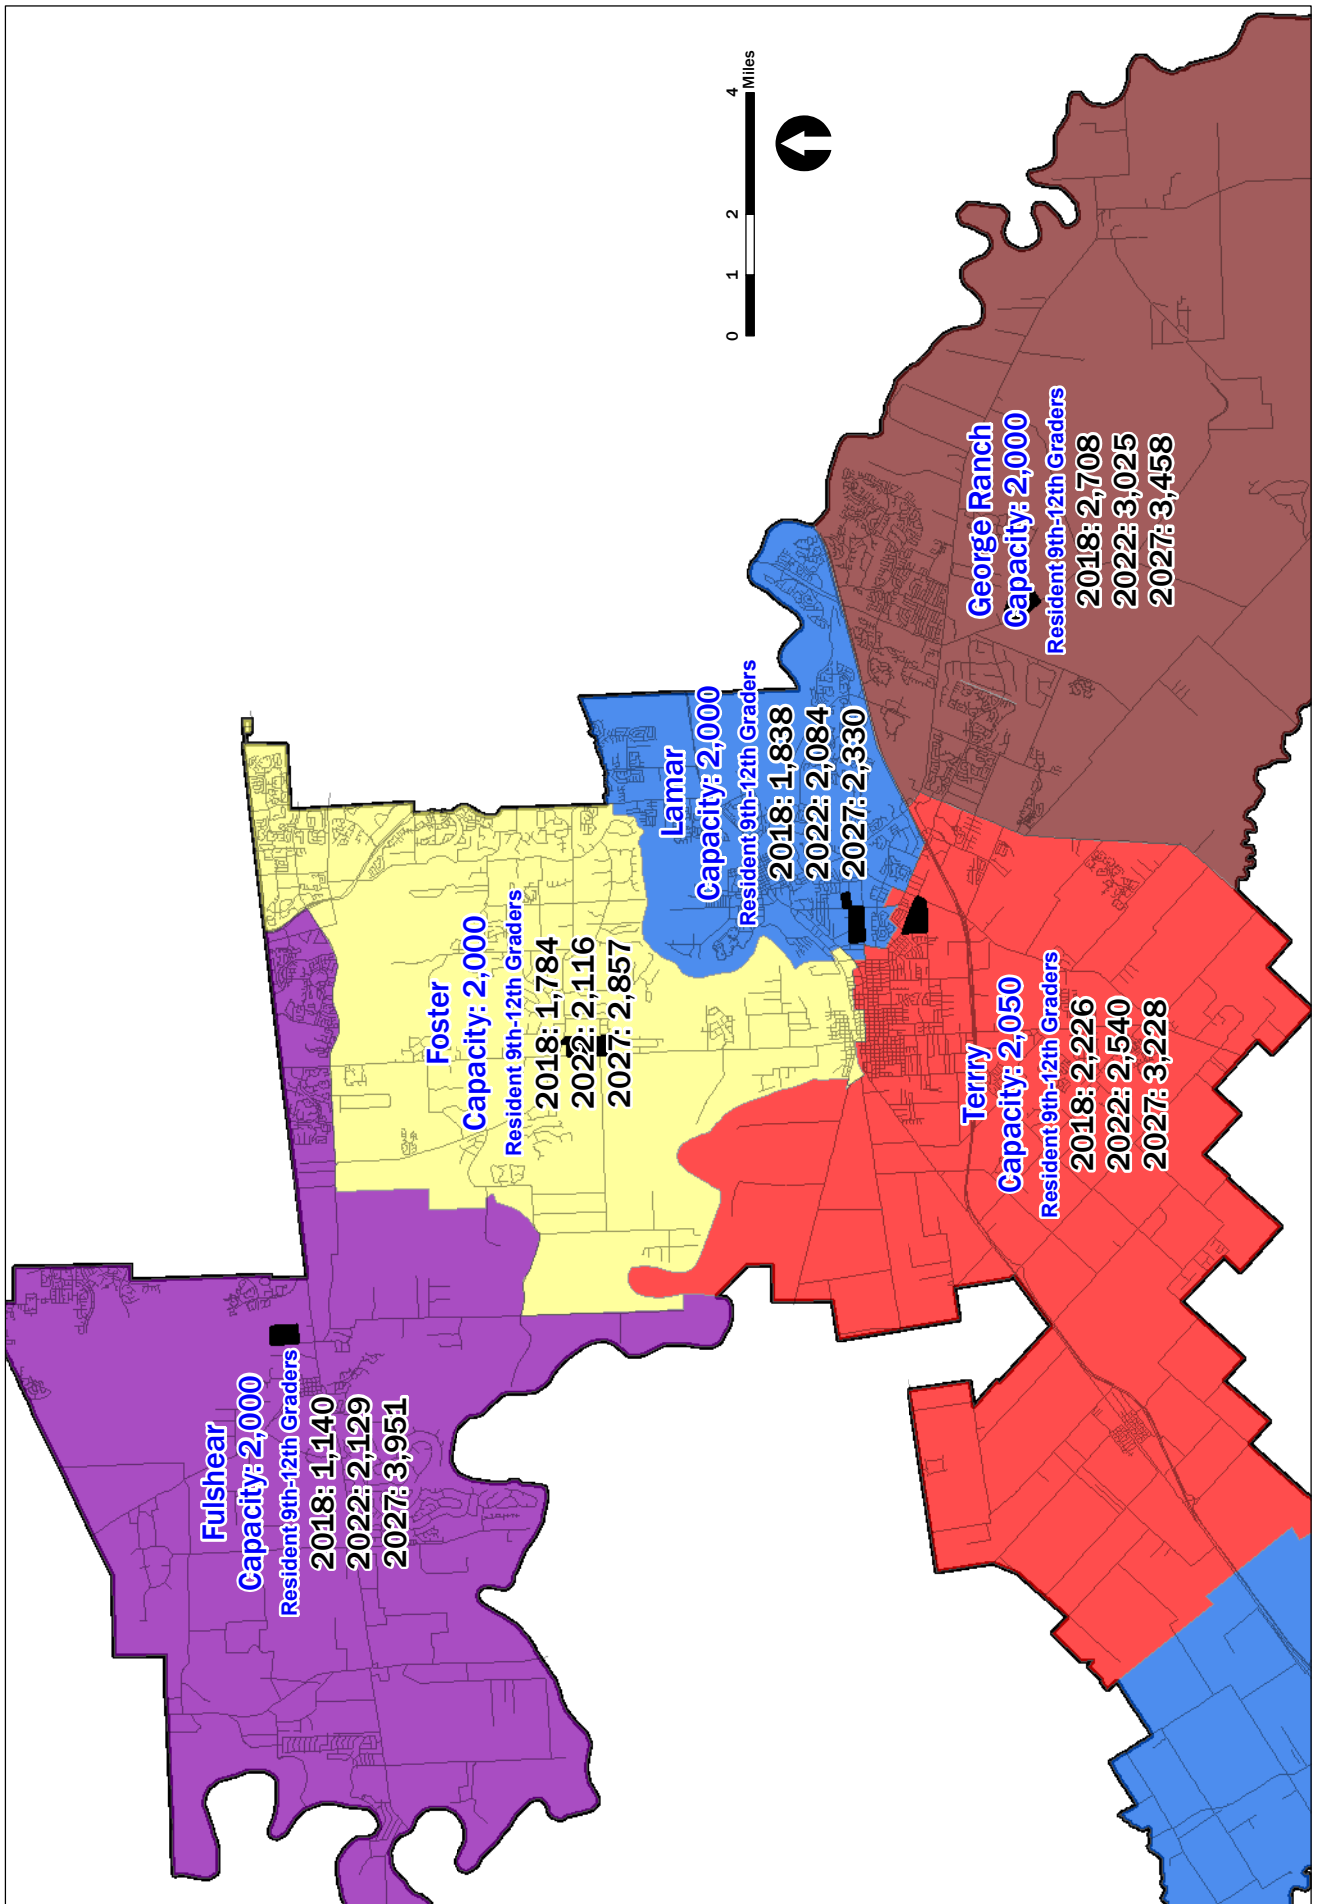 Fulshear
Capacity: 2,000
Resident 9th-12th Graders
2018: 1,140
2022: 2,129
2027: 3,951
Foster
Capacity: 2,000
Resident 9th-12th Graders
2018: 1,784
2022: 2,116
2027: 2,857
Lamar
Capacity: 2,000
Resident 9th-12th Graders
2018: 1,838
2022: 2,084
2027: 2,330
Terrry
Capacity: 2,050
Resident 9th-12th Graders
2018: 2,226
2022: 2,540
2027: 3,228
George Ranch
Capacity: 2,000
Resident 9th-12th Graders
2018: 2,708
2022: 3,025
2027: 3,458
0 1 2 4
Miles